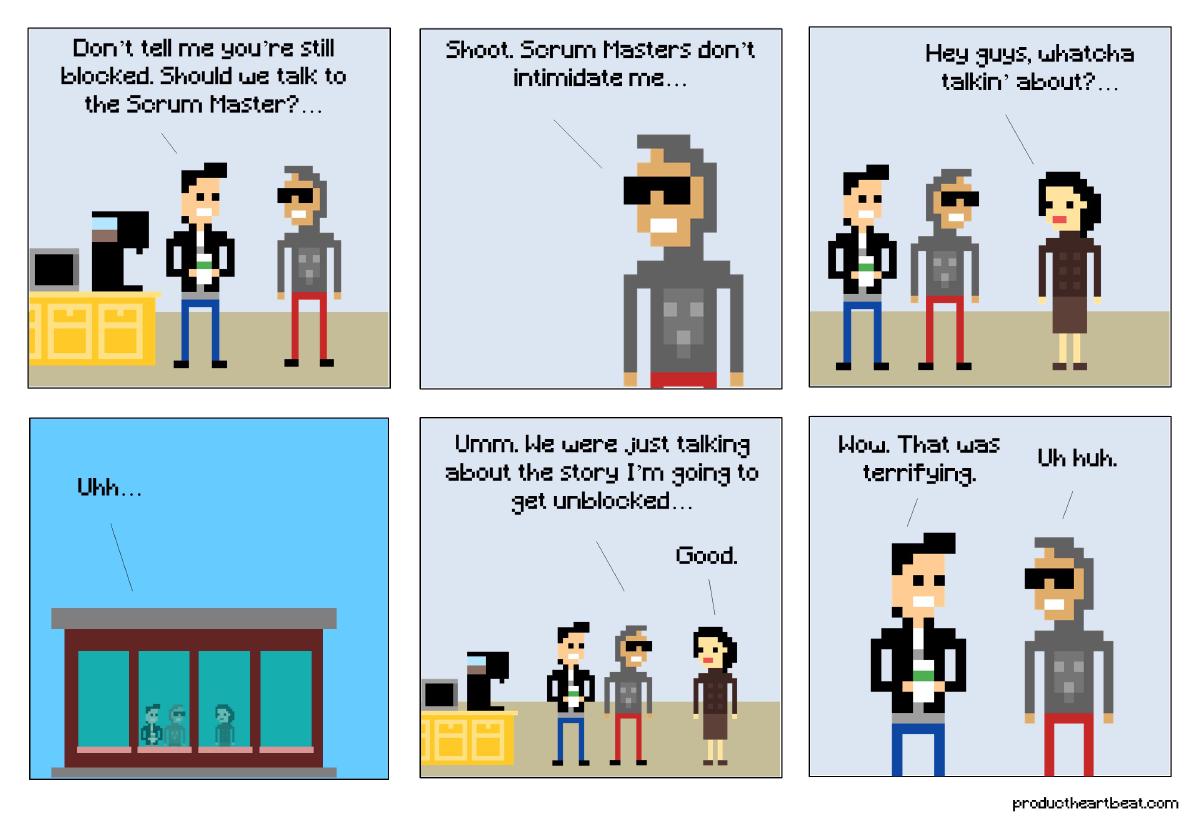 Don't tell me you're still
blocked. Should we talk to
the Scrum Master?...
Shoot. Scrum Masters don't
intimidate me...
Hey guys, whatcha
talkin' about?...
Uhh...
Umm. We were just talking
about the story I'm going to
get unblocked...
Good.
Wow. That was
terrifying.
Uh huh.
productheartbeat.com